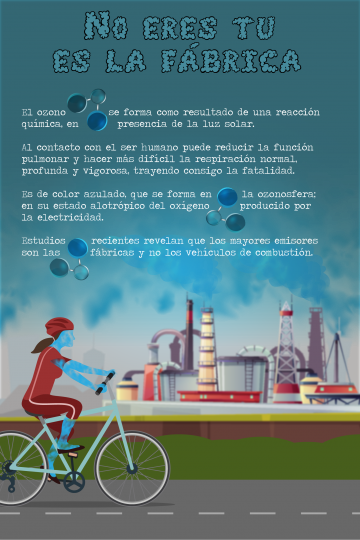 No eres tu
es la fábrica
El ozono se forma como resultado de una reacción
química, en presencia de la luz solar.
Al contacto con el ser humano puede reducir la función
pulmonar y hacer más difícil la respiración normal,
profunda y vigorosa, trayendo consigo la fatalidad.
Es de color azulado, que se forma en la ozonosfera;
en su estado alotrópico del oxígeno producido por
la electricidad.
Estudios recientes revelan que los mayores emisores
son las fábricas y no los vehículos de combustión.